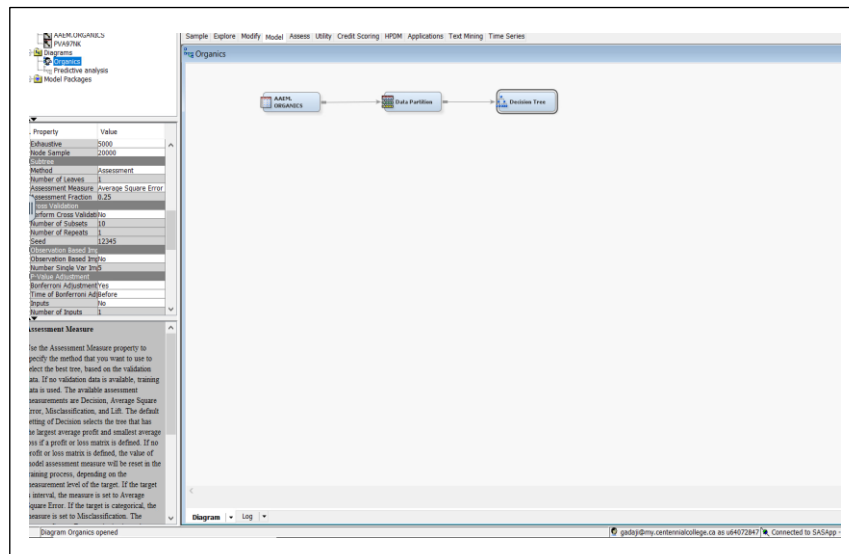 AAEM.ORGANICS
PVA97NK
Diagrams
Organics
Predictive analysis
Model Packages
Sample Explore Modify Model Assess Utility Credit Scoring HPDM Applications Text Mining Time Series
Organics
AAEM.
ORGANICS
Data Partition
Decision Tree
. Property Value
Exhaustive 5000
Node Sample 20000
Subtree
Method Assessment
Number of Leaves 1
Assessment Measure Average Square Error
Assessment Fraction 0.25
Cross Validation
Perform Cross Validati No
Number of Subsets 10
Number of Repeats 1
Seed 12345
Observation Based Imp
Observation Based Imp No
Number Single Var Imp 5
P-Value Adjustment
Bonferroni Adjustment Yes
Time of Bonferroni Adj Before
Inputs No
Number of Inputs 1
Assessment Measure
Use the Assessment Measure property to
specify the method that you want to use to
select the best tree, based on the validation
data. If no validation data is available, training
data is used. The available assessment
measurements are Decision, Average Square
Error, Misclassification, and Lift. The default
setting of Decision selects the tree that has
the largest average profit and smallest average
loss if a profit or loss matrix is defined. If no
profit or loss matrix is defined, the value of
model assessment measure will be reset in the
training process, depending on the
measurement level of the target. If the target
is interval, the measure is set to Average
Square Error. If the target is categorical, the
measure is set to Misclassification. The
Diagram Log
Diagram Organics opened
gadaji@my.centennialcollege.ca as u64072847 Connected to SASApp -